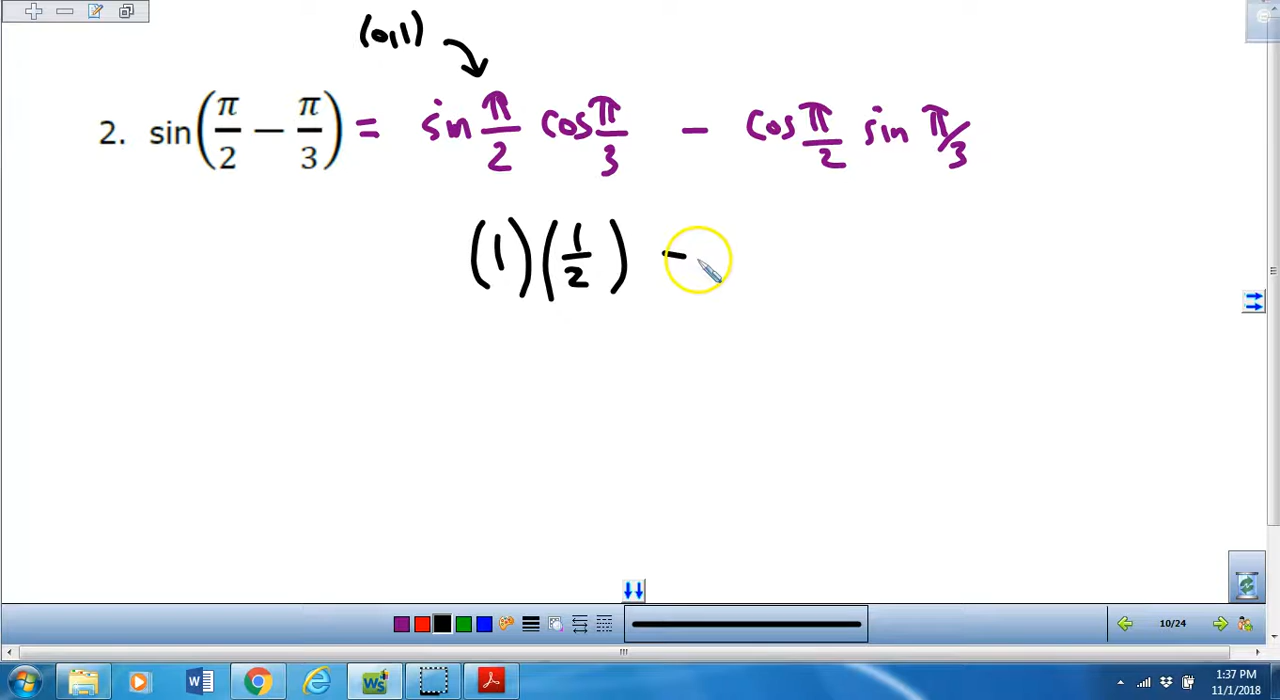 (0,1)
2. sin(π/2 − π/3) = sin π/2 cos π/3 − cos π/2 sin π/3
(1)(1/2) −
10/24
1:37 PM
11/1/2018